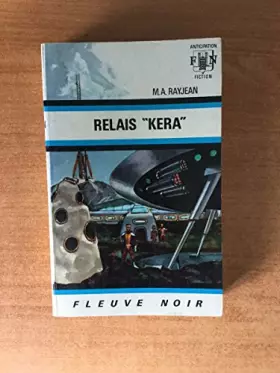 ANTICIPATION
FN
FICTION
M.A. RAYJEAN
RELAIS "KERA"
FLEUVE NOIR